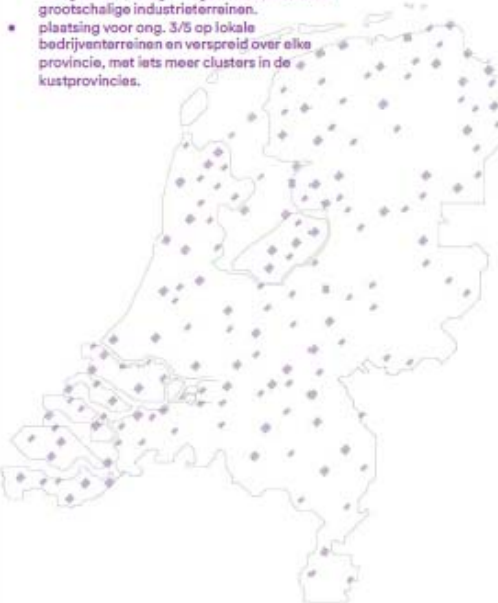 grootschalige industrieterreinen.
• plaatsing voor ong. 3/5 op lokale
bedrijventerreinen en verspreid over elke
provincie, met iets meer clusters in de
kustprovincies.